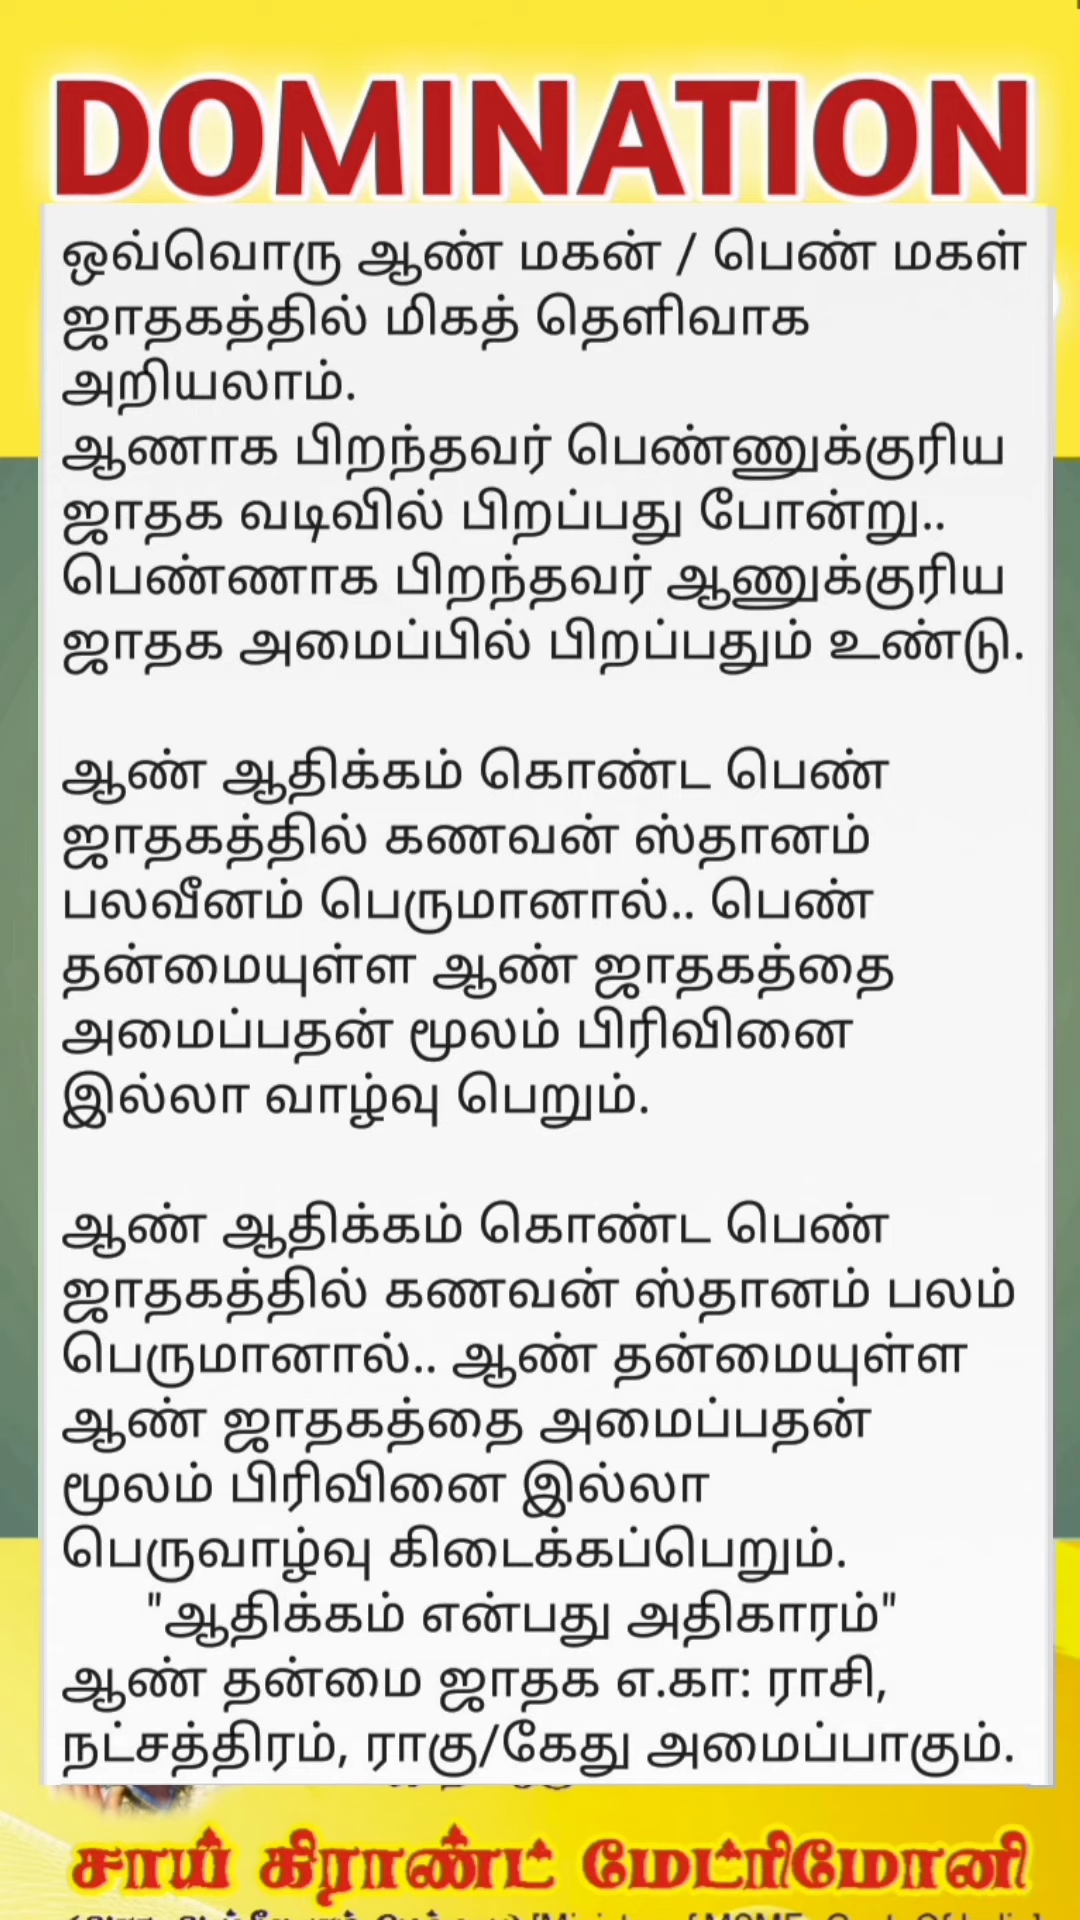 DOMINATION
ஒவ்வொரு ஆண் மகன் / பெண் மகள்
ஜாதகத்தில் மிகத் தெளிவாக
அறியலாம்.
ஆணாக பிறந்தவர் பெண்ணுக்குரிய
ஜாதக வடிவில் பிறப்பது போன்று..
பெண்ணாக பிறந்தவர் ஆணுக்குரிய
ஜாதக அமைப்பில் பிறப்பதும் உண்டு.
ஆண் ஆதிக்கம் கொண்ட பெண்
ஜாதகத்தில் கணவன் ஸ்தானம்
பலவீனம் பெருமானால்.. பெண்
தன்மையுள்ள ஆண் ஜாதகத்தை
அமைப்பதன் மூலம் பிரிவினை
இல்லா வாழ்வு பெறும்.
ஆண் ஆதிக்கம் கொண்ட பெண்
ஜாதகத்தில் கணவன் ஸ்தானம் பலம்
பெருமானால்.. ஆண் தன்மையுள்ள
ஆண் ஜாதகத்தை அமைப்பதன்
மூலம் பிரிவினை இல்லா
பெருவாழ்வு கிடைக்கப்பெறும்.
"ஆதிக்கம் என்பது அதிகாரம்"
ஆண் தன்மை ஜாதக எ.கா: ராசி,
நட்சத்திரம், ராகு/கேது அமைப்பாகும்.
சாய் கிராண்ட் மேட்ரிமோனி